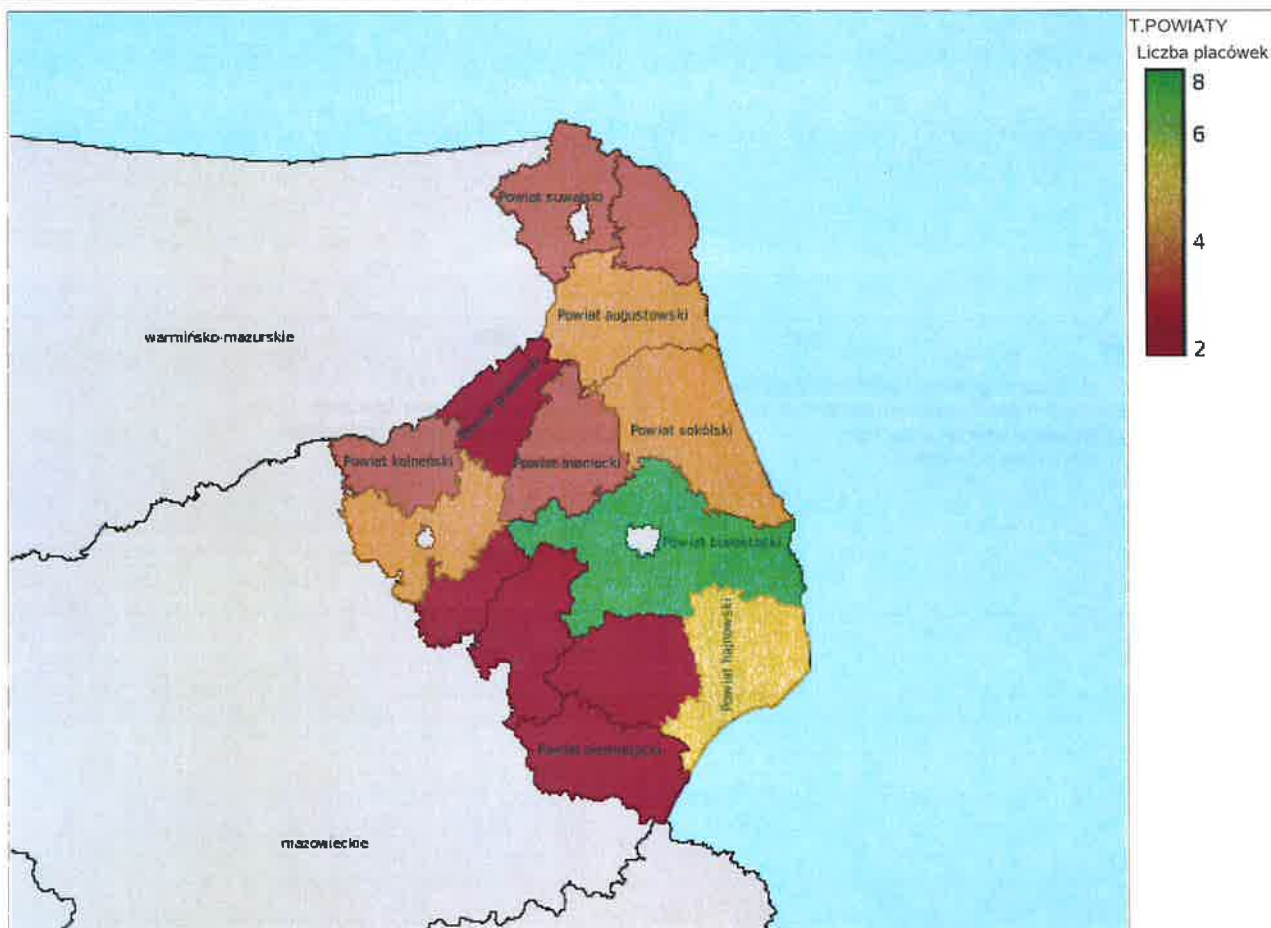 T.POWIATY
Liczba placówek
8
6
4
2
Powiat suwalski
Powiat augustowski
warmińsko-mazurskie
Powiat sokólski
Powiat kolneński
Powiat moniecki
Powiat białostocki
Powiat hajnowski
Powiat siemiatycki
mazowieckie